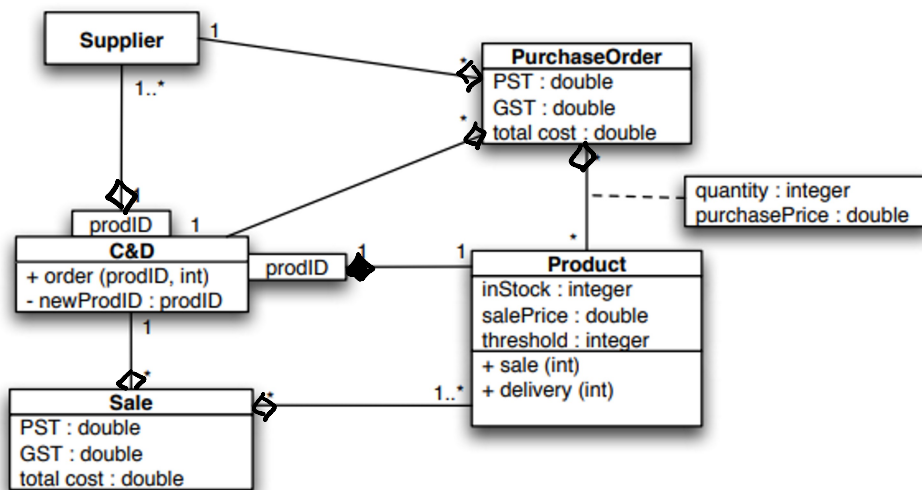 Supplier
1
*
PurchaseOrder
PST : double
GST : double
total cost : double
1..*
*
*
quantity : integer
purchasePrice : double
prodID
1
C&D
+ order (prodID, int)
- newProdID : prodID
prodID
1
1
*
Product
inStock : integer
salePrice : double
threshold : integer
+ sale (int)
+ delivery (int)
1
*
Sale
PST : double
GST : double
total cost : double
*
1..*